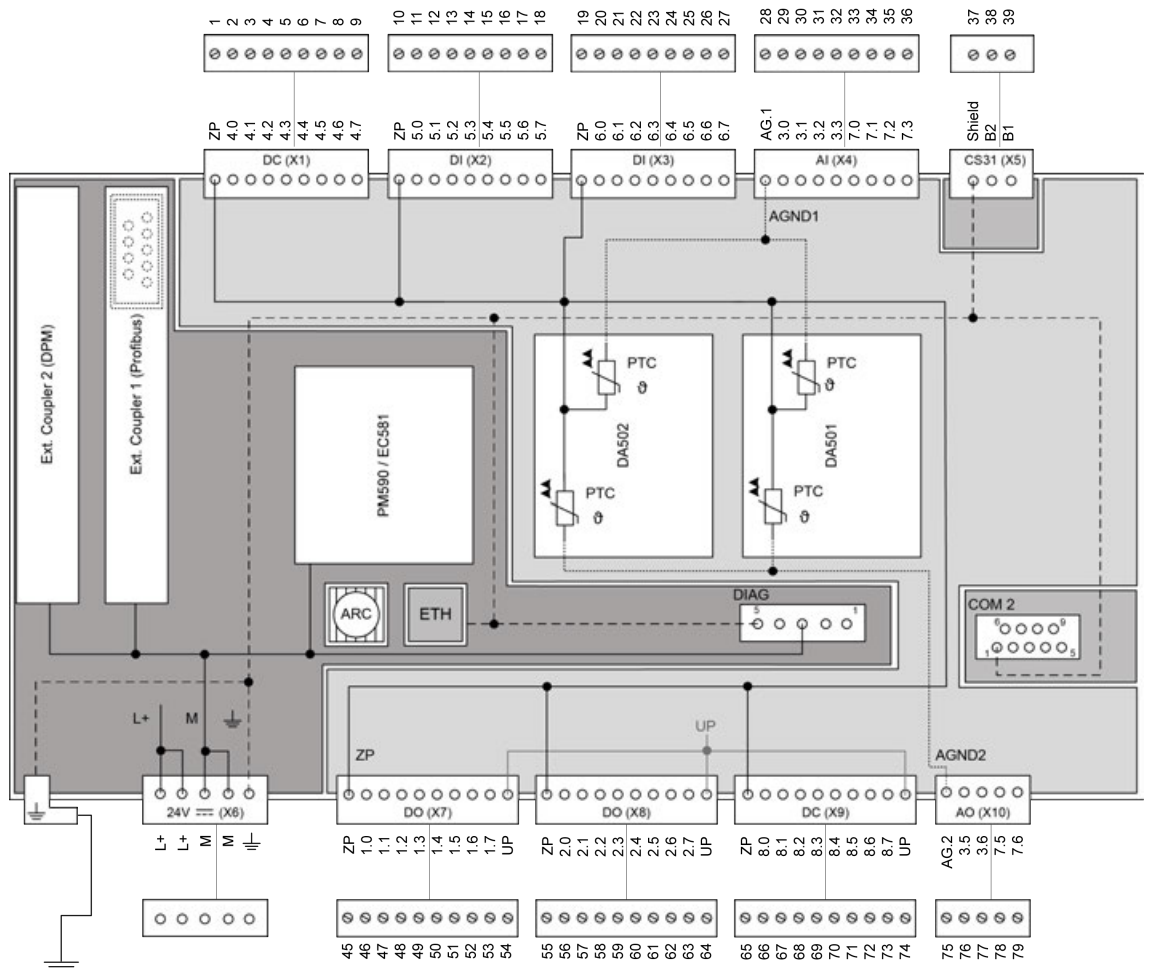 1 2 3 4 5 6 7 8 9
10 11 12 13 14 15 16 17 18
19 20 21 22 23 24 25 26 27
28 29 30 31 32 33 34 35 36
37 38 39
ZP 4.0 4.1 4.2 4.3 4.4 4.5 4.6 4.7
ZP 5.0 5.1 5.2 5.3 5.4 5.5 5.6 5.7
ZP 6.0 6.1 6.2 6.3 6.4 6.5 6.6 6.7
AG.1 3.0 3.1 3.2 3.3 7.0 7.1 7.2 7.3
Shield B2 B1
DC (X1)
DI (X2)
DI (X3)
AI (X4)
CS31 (X5)
AGND1
Ext. Coupler 2 (DPM)
Ext. Coupler 1 (Profibus)
PM590 / EC581
PTC
ϑ
DA502
PTC
ϑ
PTC
ϑ
DA501
PTC
ϑ
ARC
ETH
DIAG
5 1
COM 2
6 9
1 5
L+
M
ZP
UP
AGND2
24V (X6)
DO (X7)
DO (X8)
DC (X9)
AO (X10)
L+ L+ M M
ZP 1.0 1.1 1.2 1.3 1.4 1.5 1.6 1.7 UP
ZP 2.0 2.1 2.2 2.3 2.4 2.5 2.6 2.7 UP
ZP 8.0 8.1 8.2 8.3 8.4 8.5 8.6 8.7 UP
AG.2 3.5 3.6 7.5 7.6
45 46 47 48 49 50 51 52 53 54
55 56 57 58 59 60 61 62 63 64
65 66 67 68 69 70 71 72 73 74
75 76 77 78 79